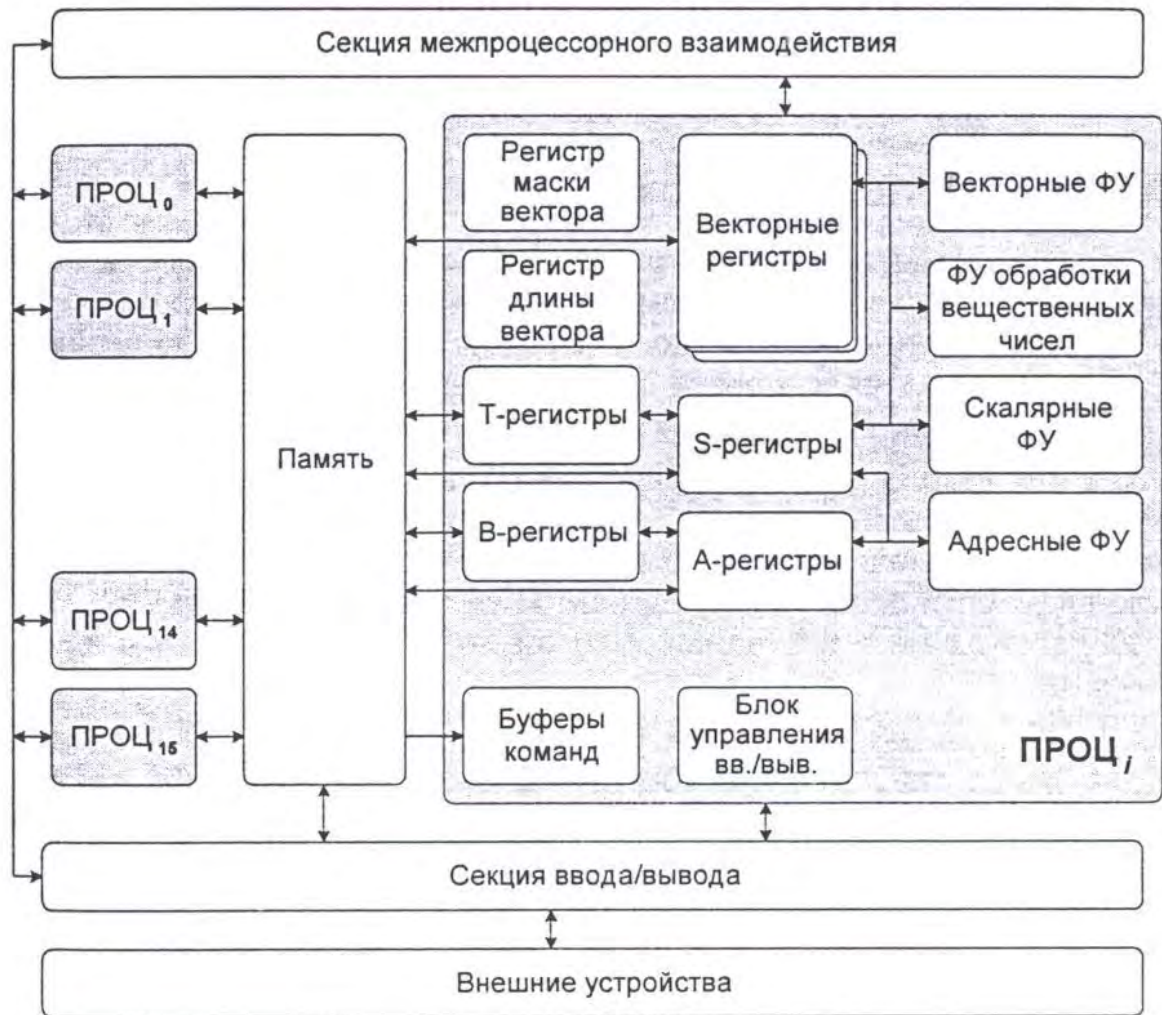 Секция межпроцессорного взаимодействия
ПРОЦ 0
ПРОЦ 1
ПРОЦ 14
ПРОЦ 15
Память
Регистр
маски
вектора
Регистр
длины
вектора
Т-регистры
В-регистры
Буферы
команд
Векторные
регистры
S-регистры
А-регистры
Блок
управления
вв./выв.
Векторные ФУ
ФУ обработки
вещественных
чисел
Скалярные
ФУ
Адресные ФУ
ПРОЦ i
Секция ввода/вывода
Внешние устройства